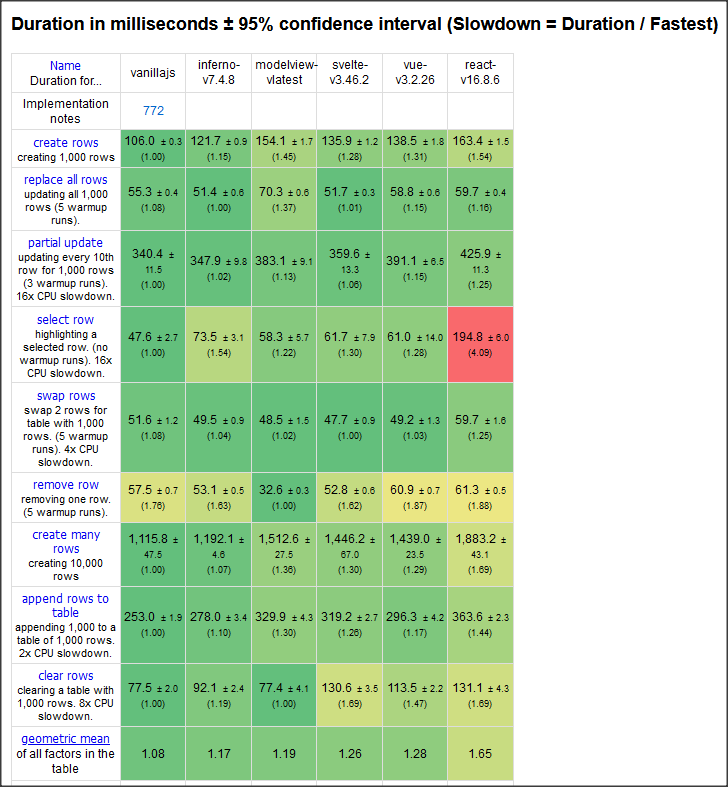 Duration in milliseconds ± 95% confidence interval (Slowdown = Duration / Fastest)
Name
Duration for...
vanillajs
inferno-
v7.4.8
modelview-
vlatest
svelte-
v3.46.2
vue-
v3.2.26
react-
v16.8.6
Implementation
notes
772
create rows
creating 1,000 rows
106.0 ± 0.3
(1.00)
121.7 ± 0.9
(1.15)
154.1 ± 1.7
(1.45)
135.9 ± 1.2
(1.28)
138.5 ± 1.8
(1.31)
163.4 ± 1.5
(1.54)
replace all rows
updating all 1,000
rows (5 warmup
runs).
55.3 ± 0.4
(1.08)
51.4 ± 0.6
(1.00)
70.3 ± 0.6
(1.37)
51.7 ± 0.3
(1.01)
58.8 ± 0.6
(1.15)
59.7 ± 0.4
(1.16)
partial update
updating every 10th
row for 1,000 rows
(3 warmup runs).
16x CPU slowdown.
340.4 ±
11.5
(1.00)
347.9 ± 9.8
(1.02)
383.1 ± 9.1
(1.13)
359.6 ±
13.3
(1.06)
391.1 ± 6.5
(1.15)
425.9 ±
11.3
(1.25)
select row
highlighting a
selected row. (no
warmup runs). 16x
CPU slowdown.
47.6 ± 2.7
(1.00)
73.5 ± 3.1
(1.54)
58.3 ± 5.7
(1.22)
61.7 ± 7.9
(1.30)
61.0 ± 14.0
(1.28)
194.8 ± 6.0
(4.09)
swap rows
swap 2 rows for
table with 1,000
rows. (5 warmup
runs). 4x CPU
slowdown.
51.6 ± 1.2
(1.08)
49.5 ± 0.9
(1.04)
48.5 ± 1.5
(1.02)
47.7 ± 0.9
(1.00)
49.2 ± 1.3
(1.03)
59.7 ± 1.6
(1.25)
remove row
removing one row.
(5 warmup runs).
57.5 ± 0.7
(1.76)
53.1 ± 0.5
(1.63)
32.6 ± 0.3
(1.00)
52.8 ± 0.6
(1.62)
60.9 ± 0.7
(1.87)
61.3 ± 0.5
(1.88)
create many
rows
creating 10,000
rows
1,115.8 ±
47.5
(1.00)
1,192.1 ±
4.6
(1.07)
1,512.6 ±
27.5
(1.36)
1,446.2 ±
67.0
(1.30)
1,439.0 ±
23.5
(1.29)
1,883.2 ±
43.1
(1.69)
append rows to
table
appending 1,000 to a
table of 1,000 rows.
2x CPU slowdown.
253.0 ± 1.9
(1.00)
278.0 ± 3.4
(1.10)
329.9 ± 4.3
(1.30)
319.2 ± 2.7
(1.26)
296.3 ± 4.2
(1.17)
363.6 ± 2.3
(1.44)
clear rows
clearing a table with
1,000 rows. 8x CPU
slowdown.
77.5 ± 2.0
(1.00)
92.1 ± 2.4
(1.19)
77.4 ± 4.1
(1.00)
130.6 ± 3.5
(1.69)
113.5 ± 2.2
(1.47)
131.1 ± 4.3
(1.69)
geometric mean
of all factors in the
table
1.08
1.17
1.19
1.26
1.28
1.65